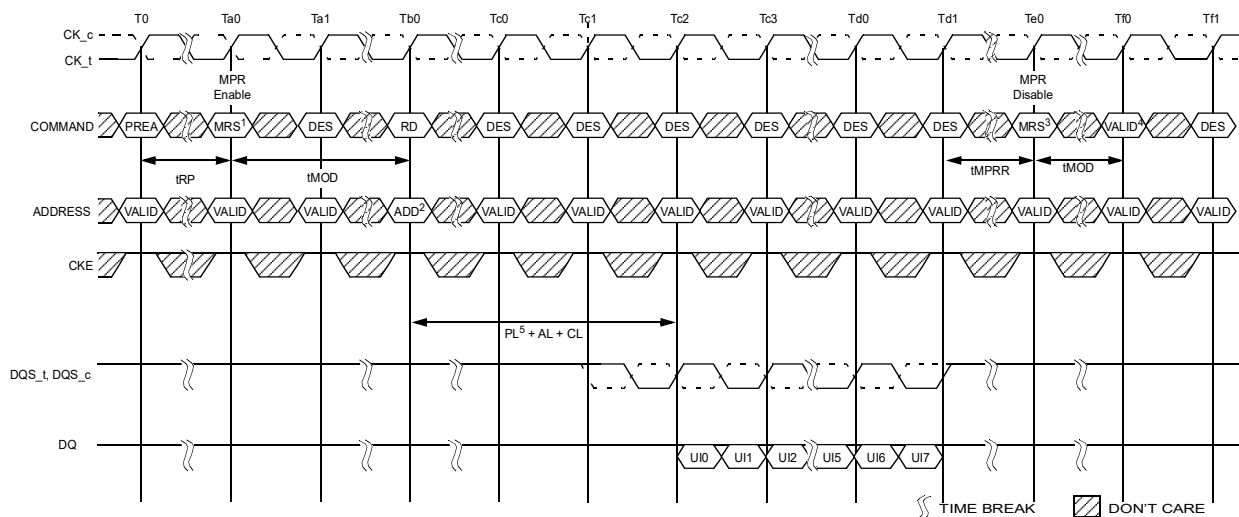 T0 Ta0 Ta1 Tb0 Tc0 Tc1 Tc2 Tc3 Td0 Td1 Te0 Tf0 Tf1
CK_c
CK_t
MPR
Enable
MPR
Disable
COMMAND PREA MRS1 DES RD DES DES DES DES DES DES MRS3 VALID4 DES
tRP tMOD tMPRR tMOD
ADDRESS VALID VALID VALID ADD2 VALID VALID VALID VALID VALID VALID VALID VALID VALID
CKE
PL5 + AL + CL
DQS_t, DQS_c
DQ UI0 UI1 UI2 UI5 UI6 UI7
TIME BREAK DON'T CARE